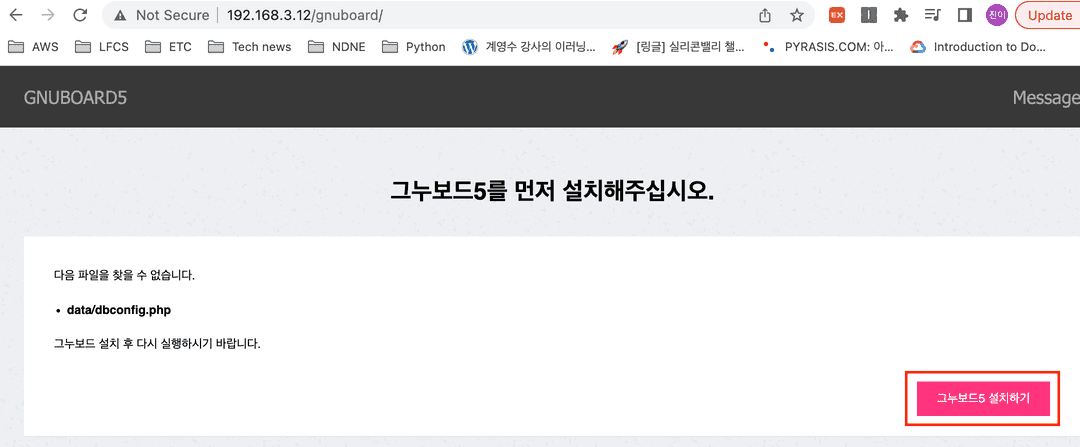 Not Secure 192.168.3.12/gnuboard/ EX 진이 Update
AWS LFCS ETC Tech news NDNE Python 계영수 강사의 이러닝... [링글] 실리콘밸리 챌... PYRASIS.COM: 아... Introduction to Do...
GNUBOARD5 Message
그누보드5를 먼저 설치해주십시오.
다음 파일을 찾을 수 없습니다.
• data/dbconfig.php
그누보드 설치 후 다시 실행하시기 바랍니다.
그누보드5 설치하기